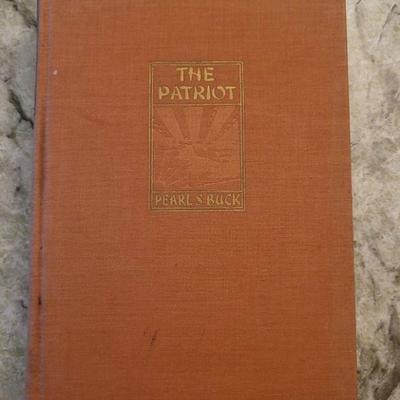 THE
PATRIOT
PEARL S. BUCK